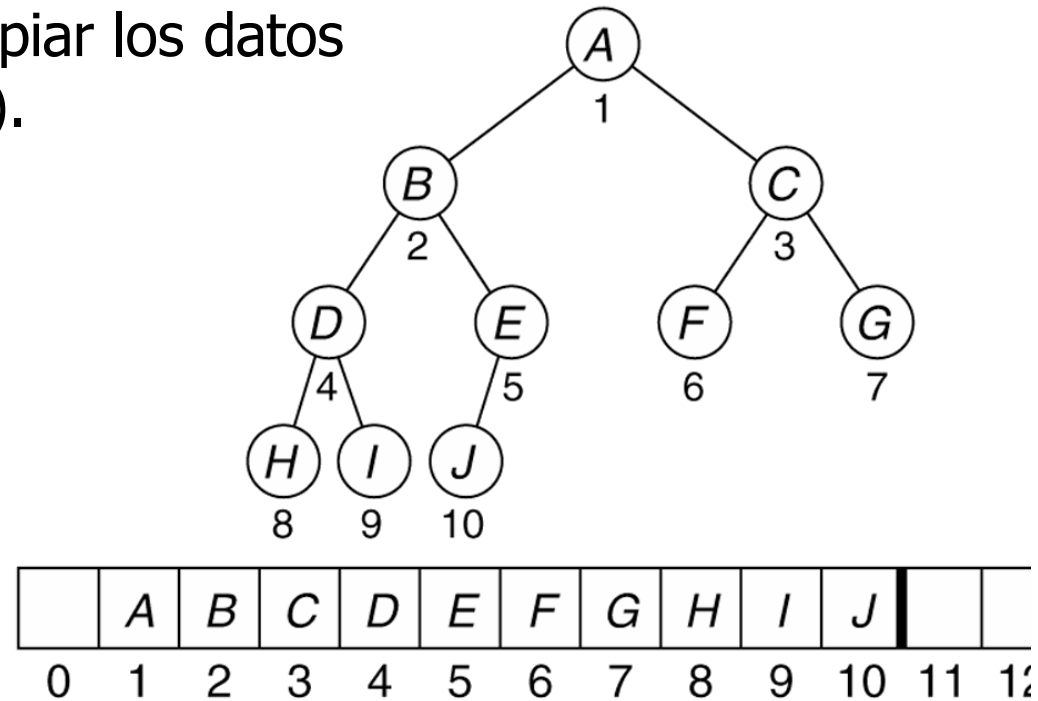 piar los datos
).
A
1
B C
2 3
D E F G
4 5 6 7
H I J
8 9 10
A B C D E F G H I J
0 1 2 3 4 5 6 7 8 9 10 11